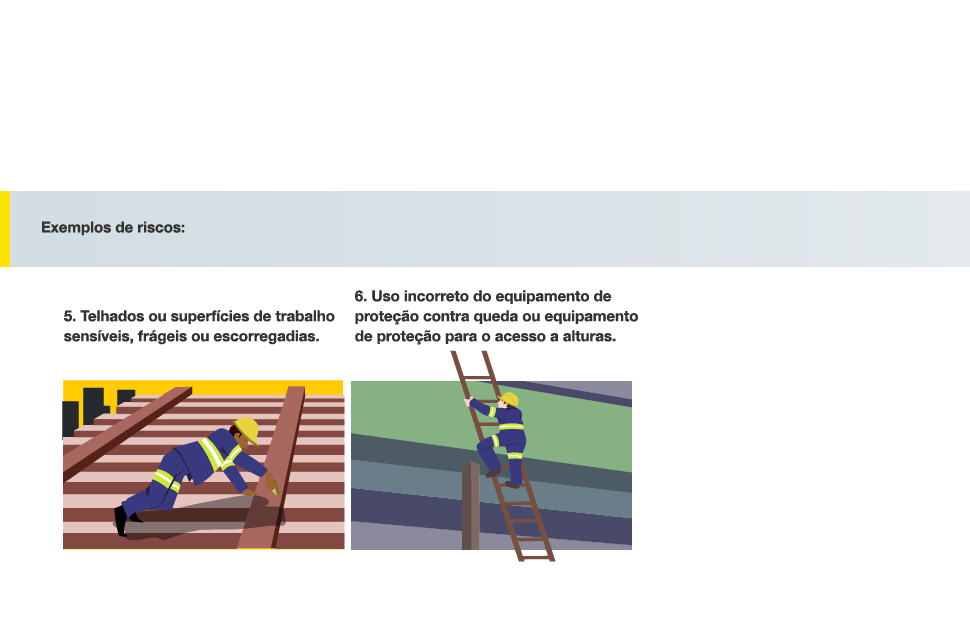 Exemplos de riscos:
5. Telhados ou superfícies de trabalho
sensíveis, frágeis ou escorregadias.
6. Uso incorreto do equipamento de
proteção contra queda ou equipamento
de proteção para o acesso a alturas.